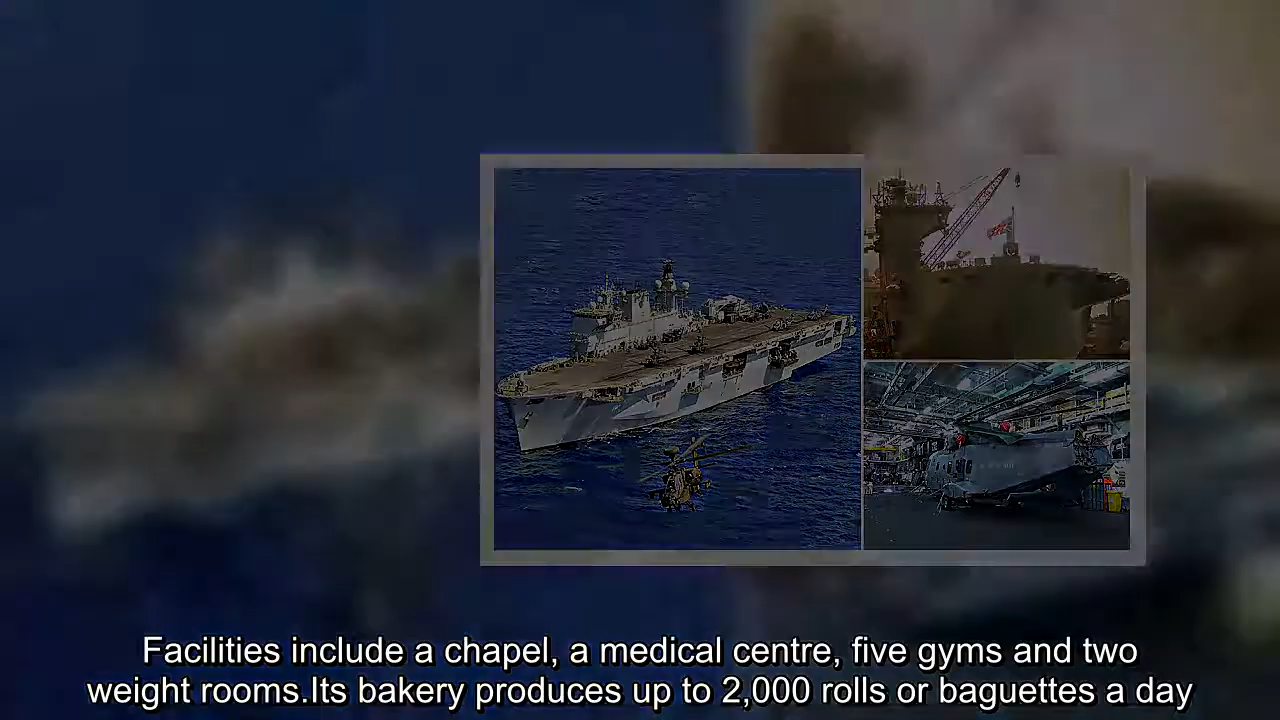 Facilities include a chapel, a medical centre, five gyms and two
weight rooms.Its bakery produces up to 2,000 rolls or baguettes a day